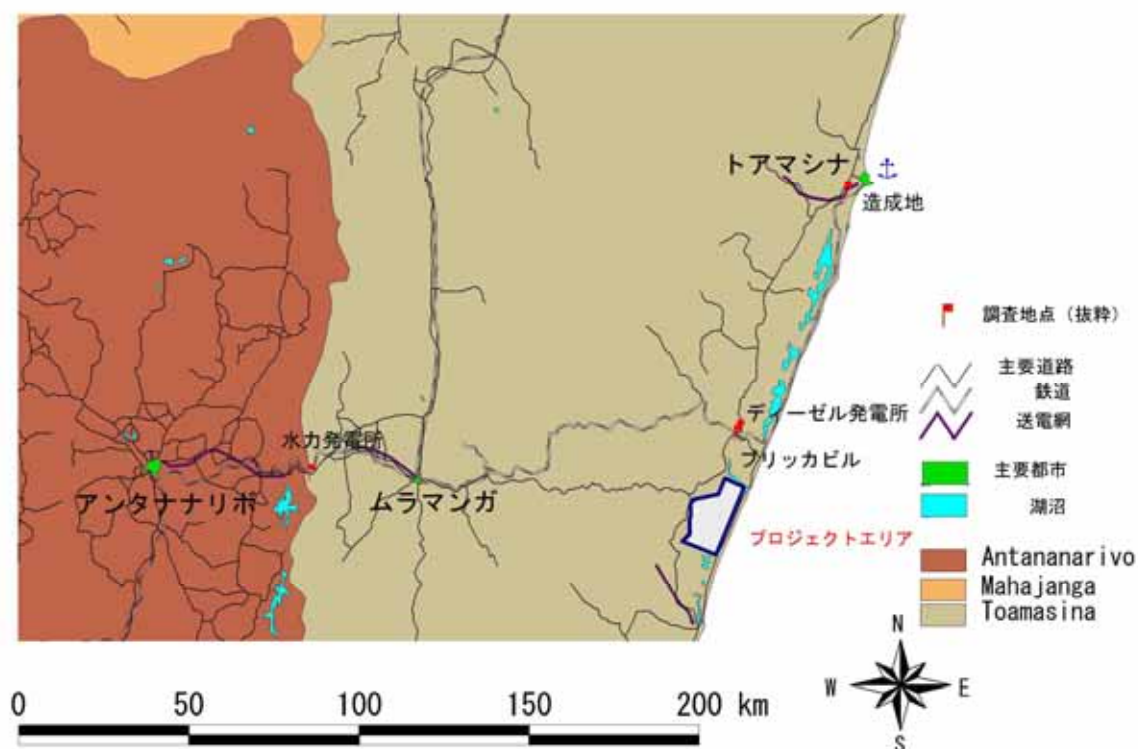 トアマシナ
造成地
調査地点（抜粋）
主要道路
鉄道
送電網
ディーゼル発電所
水力発電所
ブリッカビル
主要都市
アンタナナリボ
ムラマンガ
湖沼
プロジェクトエリア
Antananarivo
Mahajanga
Toamasina
N
W
E
S
0 50 100 150 200 km